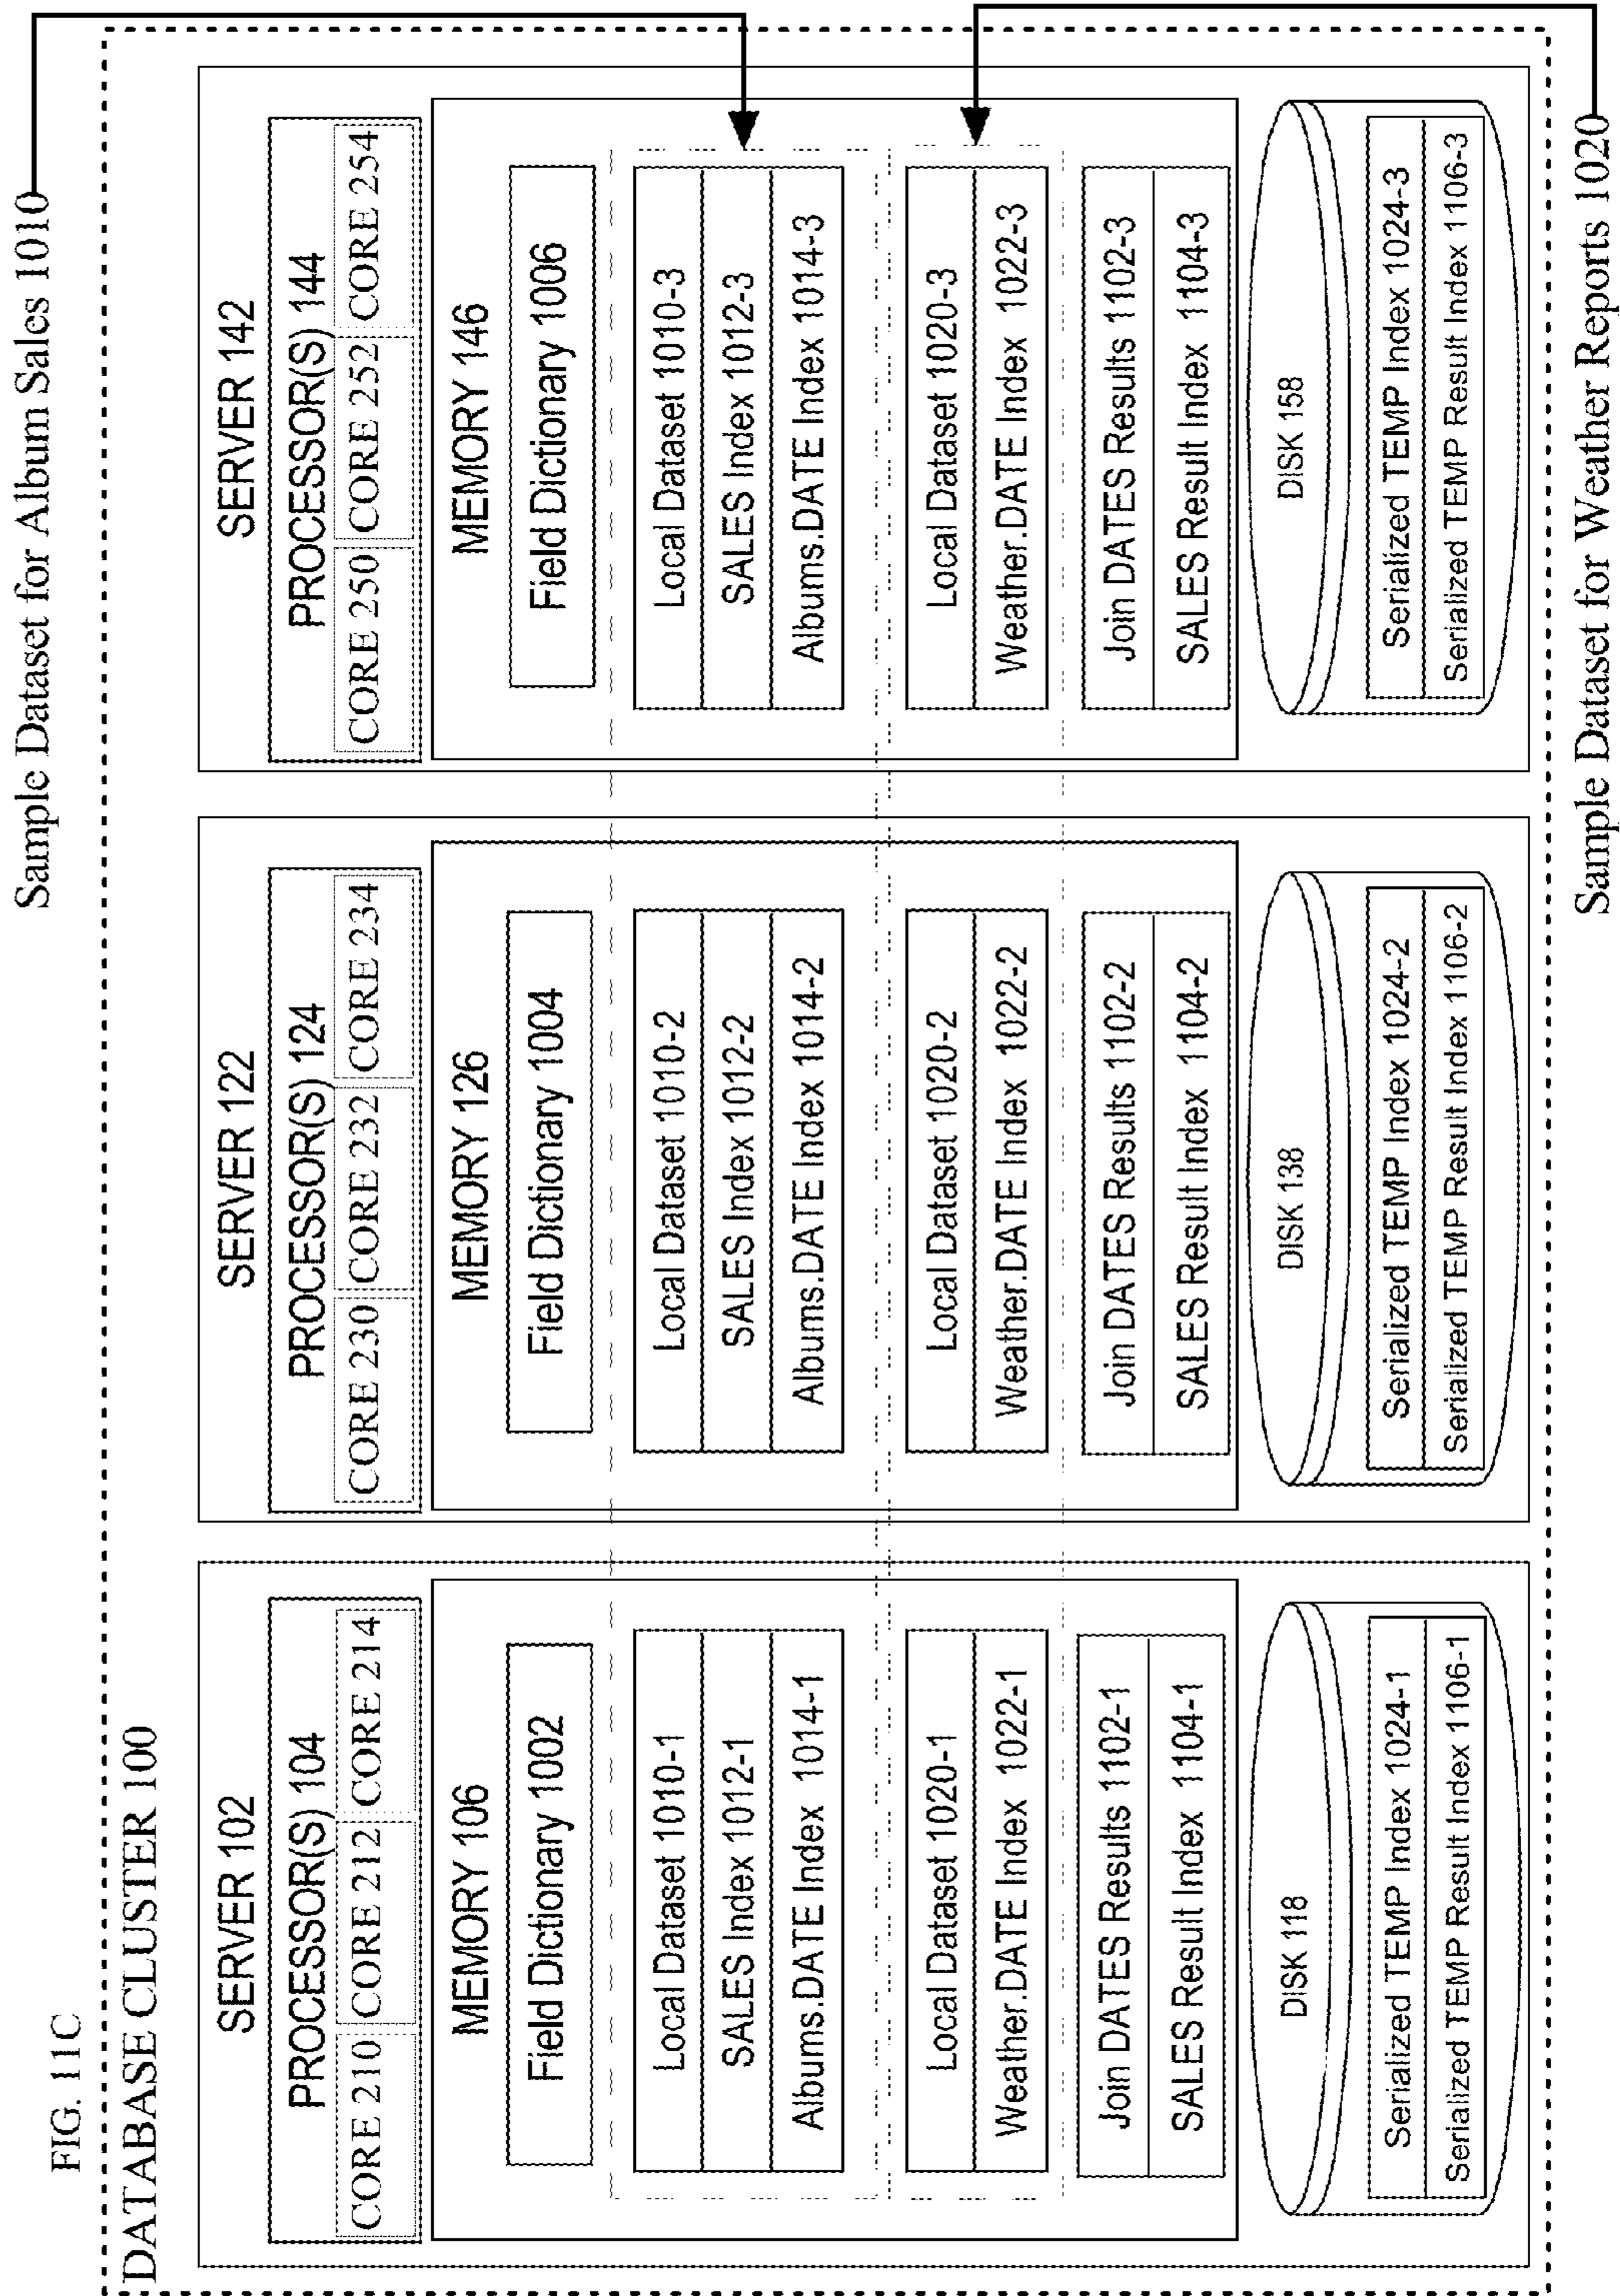 FIG. 11C
Sample Dataset for Album Sales 1010
DATABASE CLUSTER 100
SERVER 102
PROCESSOR(S) 104
CORE 210
CORE 212
CORE 214
MEMORY 106
Field Dictionary 1002
Local Dataset 1010-1
SALES Index 1012-1
Albums.DATE Index 1014-1
Local Dataset 1020-1
Weather.DATE Index 1022-1
Join DATES Results 1102-1
SALES Result Index 1104-1
DISK 118
Serialized TEMP Index 1024-1
Serialized TEMP Result Index 1106-1
SERVER 122
PROCESSOR(S) 124
CORE 230
CORE 232
CORE 234
MEMORY 126
Field Dictionary 1004
Local Dataset 1010-2
SALES Index 1012-2
Albums.DATE Index 1014-2
Local Dataset 1020-2
Weather.DATE Index 1022-2
Join DATES Results 1102-2
SALES Result Index 1104-2
DISK 138
Serialized TEMP Index 1024-2
Serialized TEMP Result Index 1106-2
SERVER 142
PROCESSOR(S) 144
CORE 250
CORE 252
CORE 254
MEMORY 146
Field Dictionary 1006
Local Dataset 1010-3
SALES Index 1012-3
Albums.DATE Index 1014-3
Local Dataset 1020-3
Weather.DATE Index 1022-3
Join DATES Results 1102-3
SALES Result Index 1104-3
DISK 158
Serialized TEMP Index 1024-3
Serialized TEMP Result Index 1106-3
Sample Dataset for Weather Reports 1020